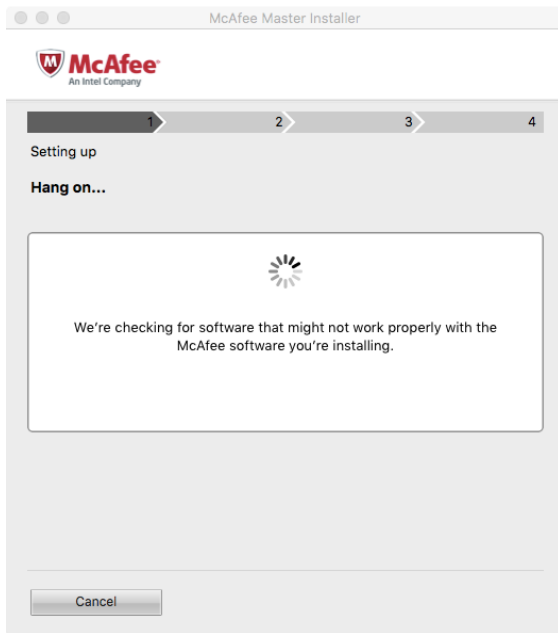 McAfee Master Installer
McAfee
An Intel Company
1 2 3 4
Setting up
Hang on...
We're checking for software that might not work properly with the
McAfee software you're installing.
Cancel